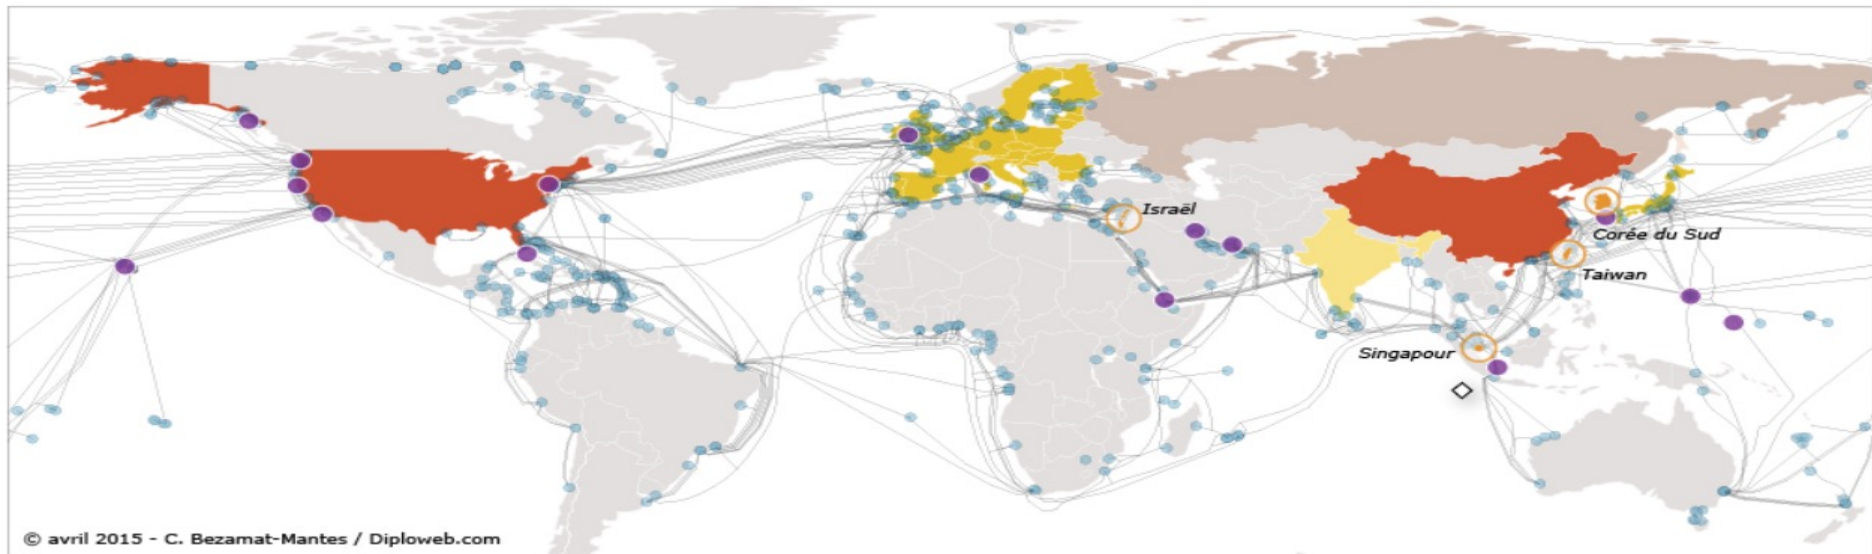 Israël
Corée du Sud
Taiwan
Singapour
© avril 2015 - C. Bezamat-Mantes / Diploweb.com